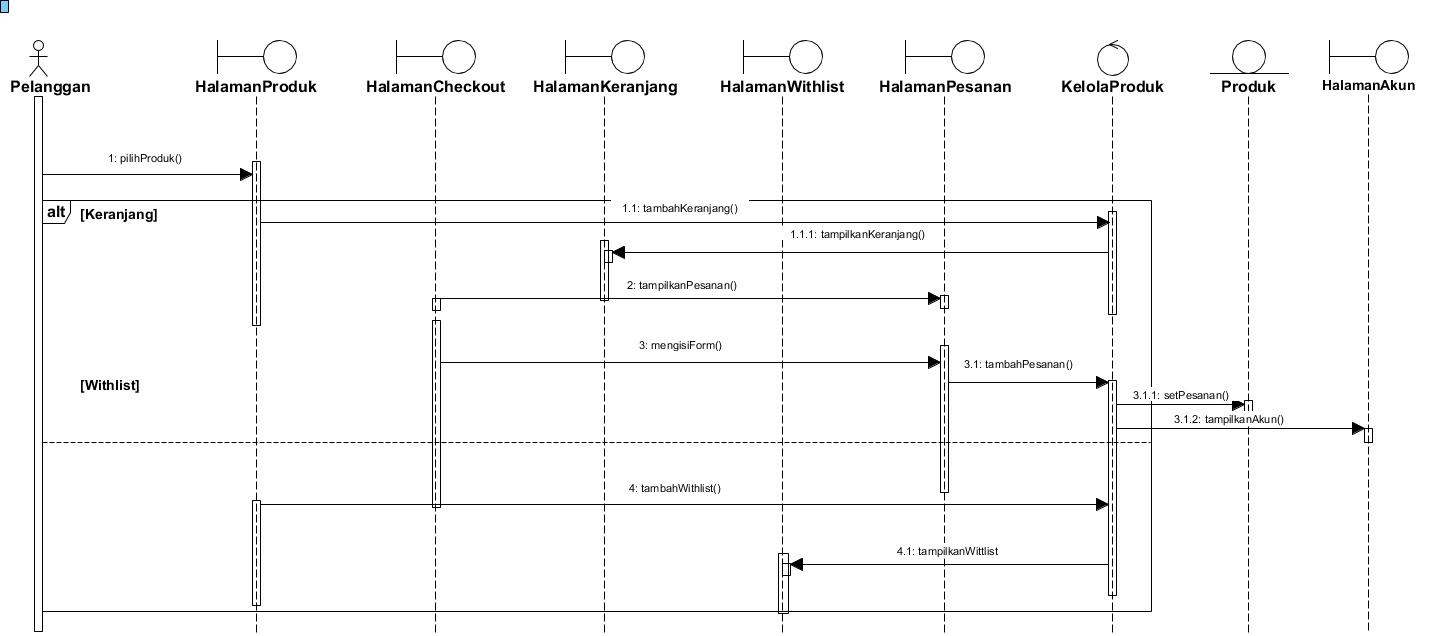 Pelanggan
HalamanProduk
HalamanCheckout
HalamanKeranjang
HalamanWithlist
HalamanPesanan
KelolaProduk
Produk
HalamanAkun
1: pilihProduk()
alt
[Keranjang]
1.1: tambahKeranjang()
1.1.1: tampilkanKeranjang()
2: tampilkanPesanan()
3: mengisiForm()
3.1: tambahPesanan()
[Withlist]
3.1.1: setPesanan()
3.1.2: tampilkanAkun()
4: tambahWithlist()
4.1: tampilkanWittlist